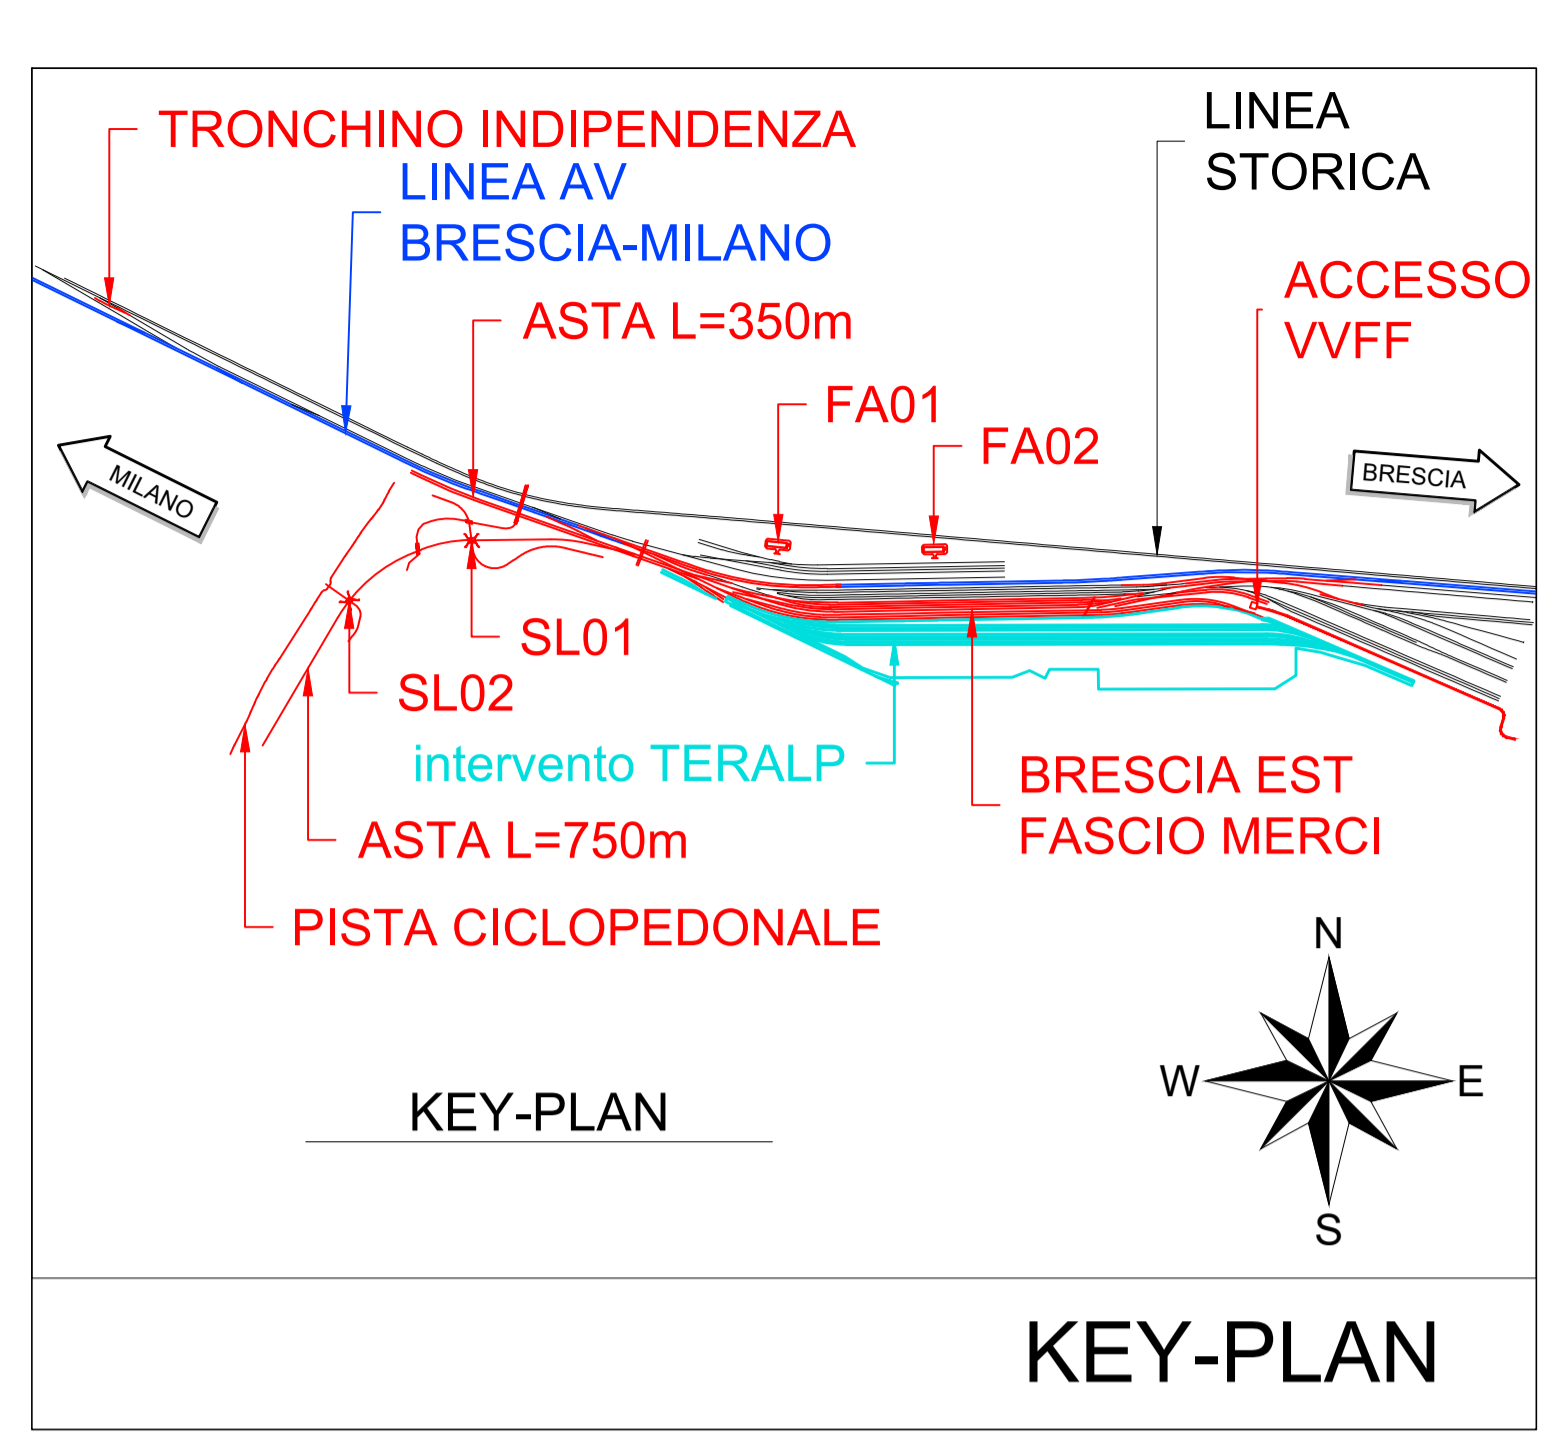 TRONCHINO INDIPENDENZA
LINEA AV
BRESCIA-MILANO
LINEA
STORICA
ASTA L=350m
ACCESSO
VVFF
FA01
FA02
MILANO
BRESCIA
SL01
SL02
intervento TERALP
BRESCIA EST
FASCIO MERCI
ASTA L=750m
PISTA CICLOPEDONALE
N
W
E
S
KEY-PLAN
KEY-PLAN